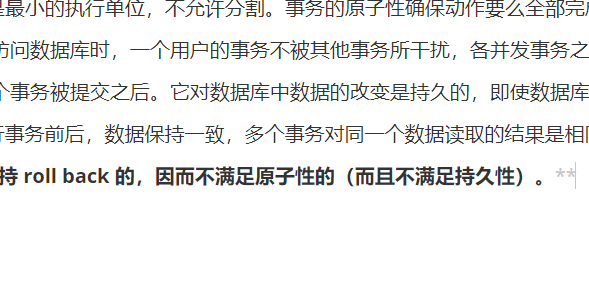 是最小的执行单位，不允许分割。事务的原子性确保动作要么全部完成
访问数据库时，一个用户的事务不被其他事务所干扰，各并发事务之
个事务被提交之后。它对数据库中数据的改变是持久的，即使数据库
行事务前后，数据保持一致，多个事务对同一个数据读取的结果是相同
持 roll back 的，因而不满足原子性的（而且不满足持久性）。**